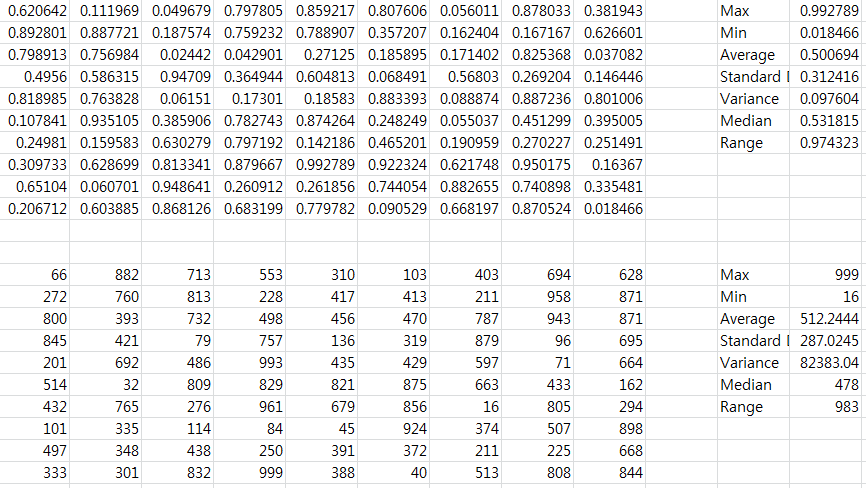 0.620642 0.111969 0.049679 0.797805 0.859217 0.807606 0.056011 0.878033 0.381943 Max 0.992789
0.892801 0.887721 0.187574 0.759232 0.788907 0.357207 0.162404 0.167167 0.626601 Min 0.018466
0.798913 0.756984 0.02442 0.042901 0.27125 0.185895 0.171402 0.825368 0.037082 Average 0.500694
0.4956 0.586315 0.94709 0.364944 0.604813 0.068491 0.56803 0.269204 0.146446 Standard 0.312416
0.818985 0.763828 0.06151 0.17301 0.18583 0.883393 0.088874 0.887236 0.801006 Variance 0.097604
0.107841 0.935105 0.385906 0.782743 0.874264 0.248249 0.055037 0.451299 0.395005 Median 0.531815
0.24981 0.159583 0.630279 0.797192 0.142186 0.465201 0.190959 0.270227 0.251491 Range 0.974323
0.309733 0.628699 0.813341 0.879667 0.992789 0.922324 0.621748 0.950175 0.16367
0.65104 0.060701 0.948641 0.260912 0.261856 0.744054 0.882655 0.740898 0.335481
0.206712 0.603885 0.868126 0.683199 0.779782 0.090529 0.668197 0.870524 0.018466
66 882 713 553 310 103 403 694 628 Max 999
272 760 813 228 417 413 211 958 871 Min 16
800 393 732 498 456 470 787 943 871 Average 512.2444
845 421 79 757 136 319 879 96 695 Standard 287.0245
201 692 486 993 435 429 597 71 664 Variance 82383.04
514 32 809 829 821 875 663 433 162 Median 478
432 765 276 961 679 856 16 805 294 Range 983
101 335 114 84 45 924 374 507 898
497 348 438 250 391 372 211 225 668
333 301 832 999 388 40 513 808 844